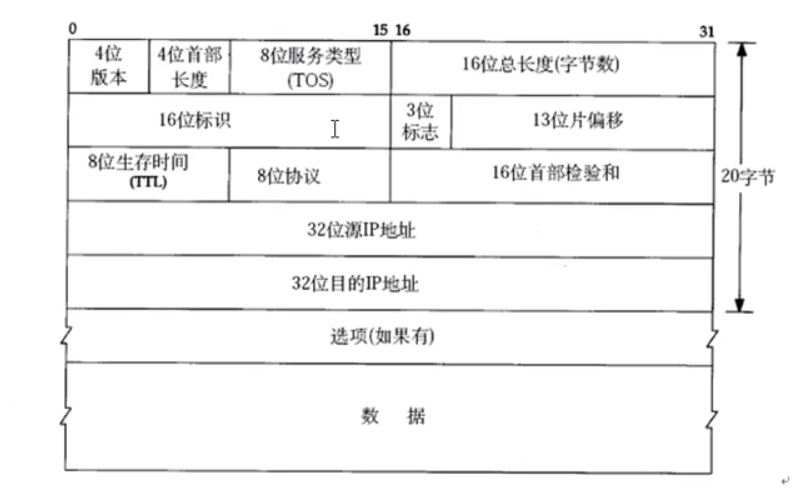 0 15 16 31
4位 4位首部 8位服务类型 16位总长度(字节数)
版本 长度 (TOS)
16位标识 3位 13位片偏移
标志
8位生存时间 8位协议 16位首部检验和 20字节
(TTL)
32位源IP地址
32位目的IP地址
选项(如果有)
数 据